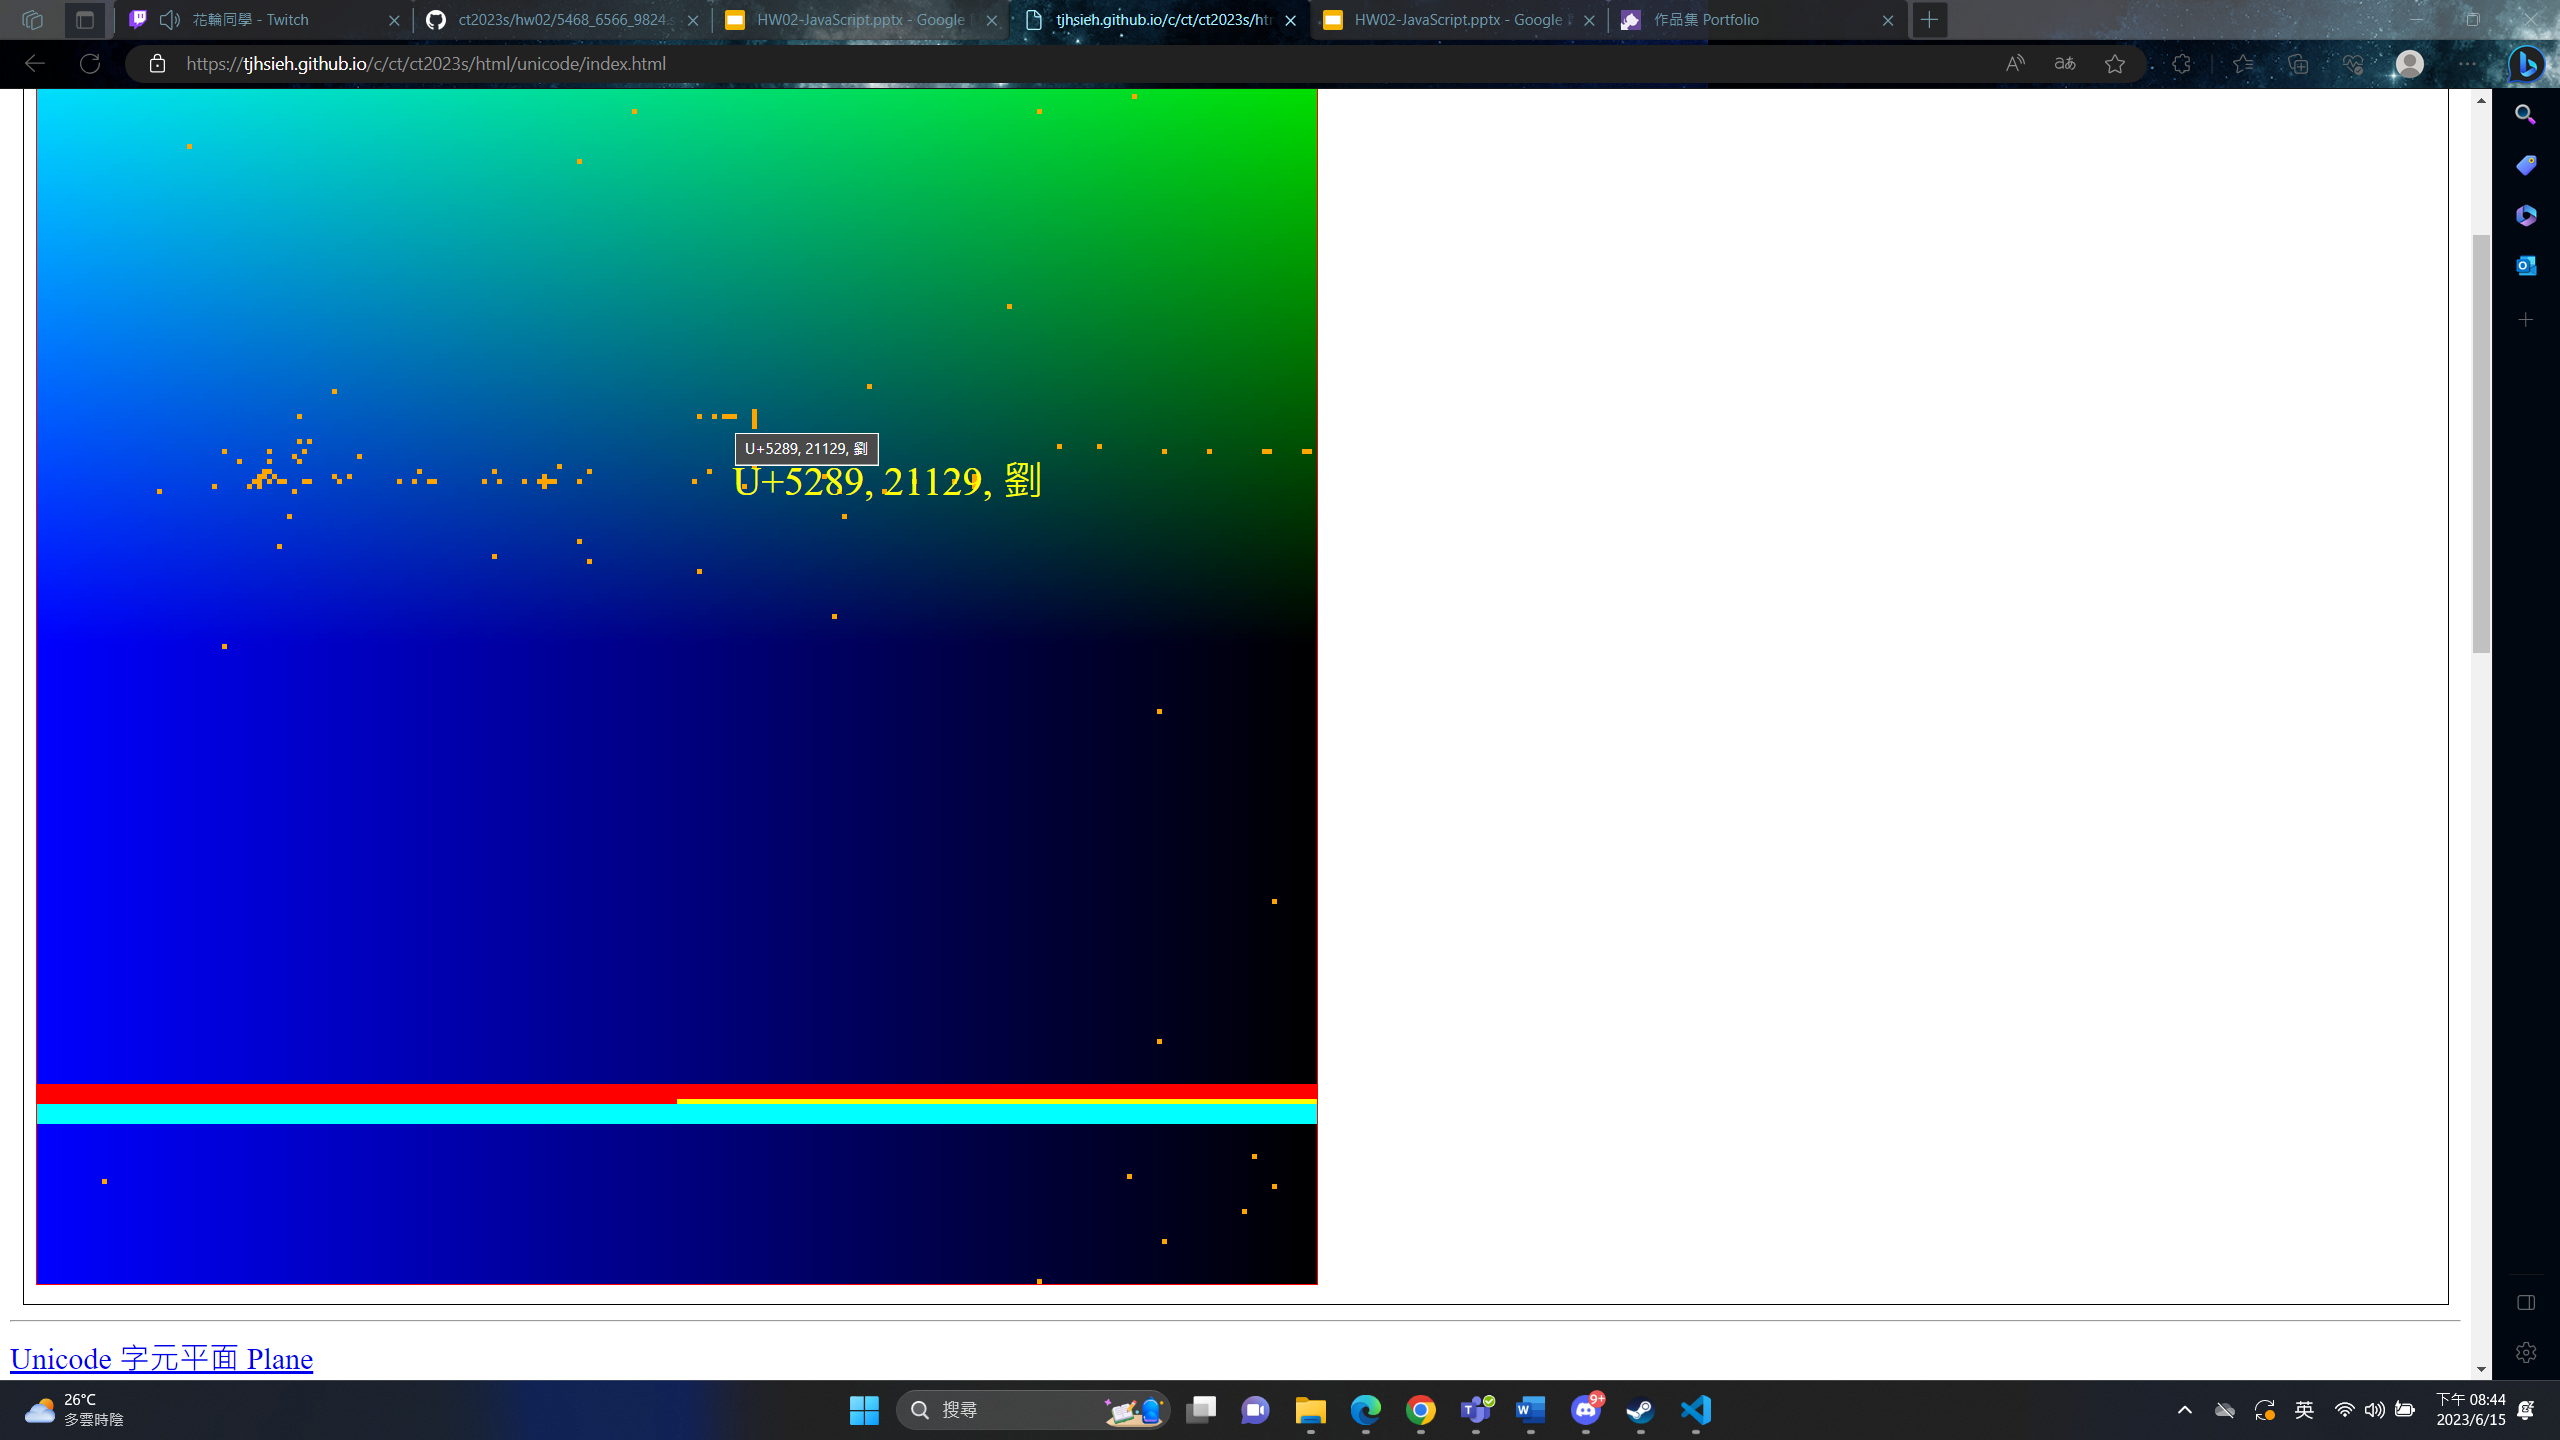 花輪同學 - Twitch
ct2023s/hw02/5468_6566_9824.s
HW02-JavaScript.pptx - Google
tjhsieh.github.io/c/ct/ct2023s/ht
HW02-JavaScript.pptx - Google
作品集 Portfolio
https://tjhsieh.github.io/c/ct/ct2023s/html/unicode/index.html
U+5289, 21129, 劉
U+5289, 21129, 劉
Unicode 字元平面 Plane
26°C
多雲時陰
搜尋
9+
英
下午 08:44
2023/6/15